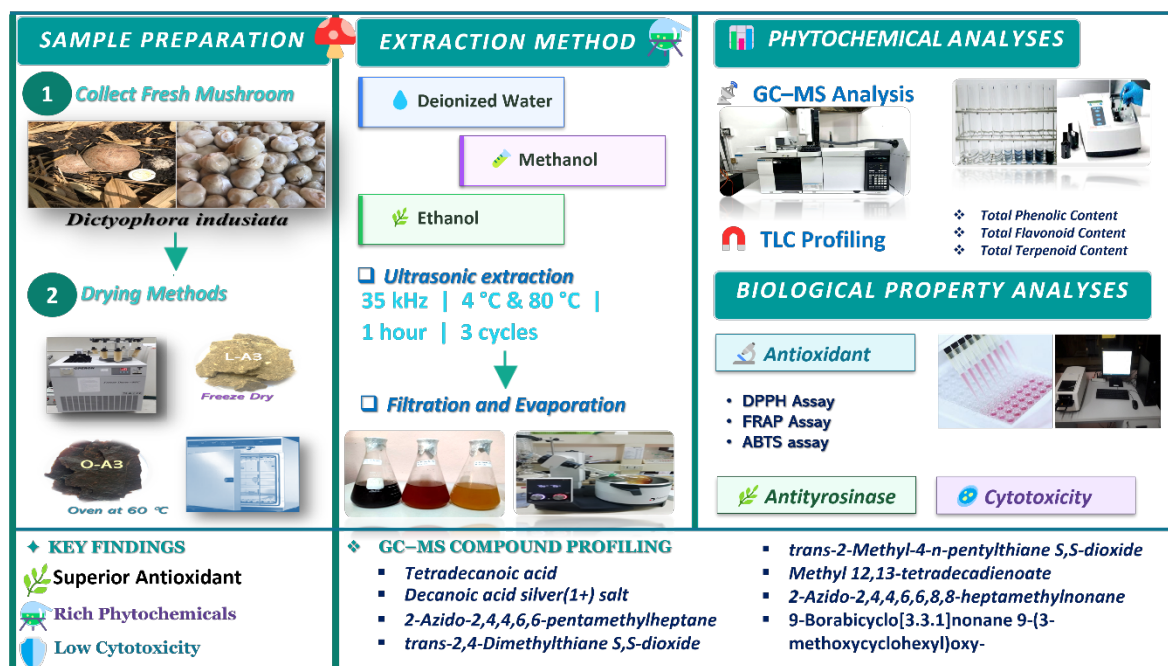 SAMPLE PREPARATION
1 Collect Fresh Mushroom
Dictyophora indusiata
2 Drying Methods
L-A3
Freeze Dry
O-A3
Oven at 60 ℃
EXTRACTION METHOD
Deionized Water
Methanol
Ethanol
❑ Ultrasonic extraction
35 kHz | 4 °C & 80 °C |
1 hour | 3 cycles
❑ Filtration and Evaporation
PHYTOCHEMICAL ANALYSES
GC–MS Analysis
TLC Profiling
❖ Total Phenolic Content
❖ Total Flavonoid Content
❖ Total Terpenoid Content
BIOLOGICAL PROPERTY ANALYSES
Antioxidant
• DPPH Assay
• FRAP Assay
• ABTS assay
Antityrosinase
Cytotoxicity
✦ KEY FINDINGS
Superior Antioxidant
Rich Phytochemicals
Low Cytotoxicity
❖ GC–MS COMPOUND PROFILING
▪ Tetradecanoic acid
▪ Decanoic acid silver(1+) salt
▪ 2-Azido-2,4,4,6,6-pentamethylheptane
▪ trans-2,4-Dimethylthiane S,S-dioxide
▪ trans-2-Methyl-4-n-pentylthiane S,S-dioxide
▪ Methyl 12,13-tetradecadienoate
▪ 2-Azido-2,4,4,6,6,8,8-heptamethylnonane
▪ 9-Borabicyclo[3.3.1]nonane 9-(3-
methoxycyclohexyl)oxy-